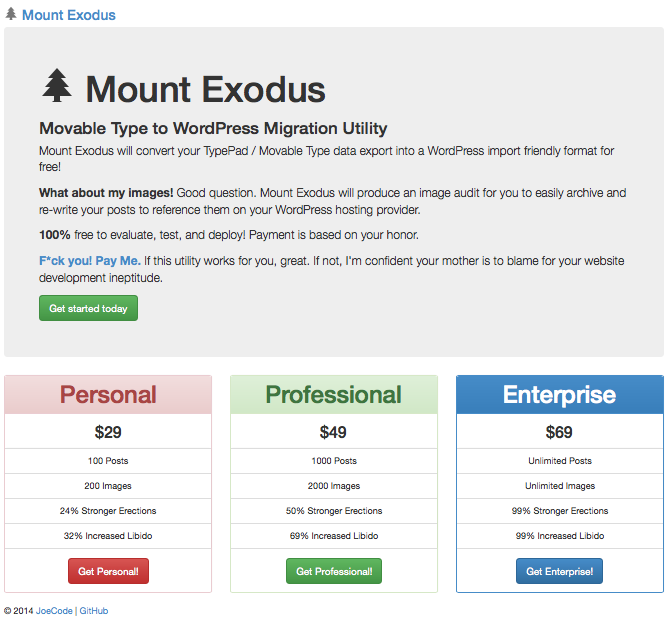 Mount Exodus
Mount Exodus
Movable Type to WordPress Migration Utility
Mount Exodus will convert your TypePad / Movable Type data export into a WordPress import friendly format for
free!
What about my images! Good question. Mount Exodus will produce an image audit for you to easily archive and
re-write your posts to reference them on your WordPress hosting provider.
100% free to evaluate, test, and deploy! Payment is based on your honor.
F*ck you! Pay Me. If this utility works for you, great. If not, I'm confident your mother is to blame for your website
development ineptitude.
Get started today
Personal
$29
100 Posts
200 Images
24% Stronger Erections
32% Increased Libido
Get Personal!
Professional
$49
1000 Posts
2000 Images
50% Stronger Erections
69% Increased Libido
Get Professional!
Enterprise
$69
Unlimited Posts
Unlimited Images
99% Stronger Erections
99% Increased Libido
Get Enterprise!
© 2014 JoeCode | GitHub